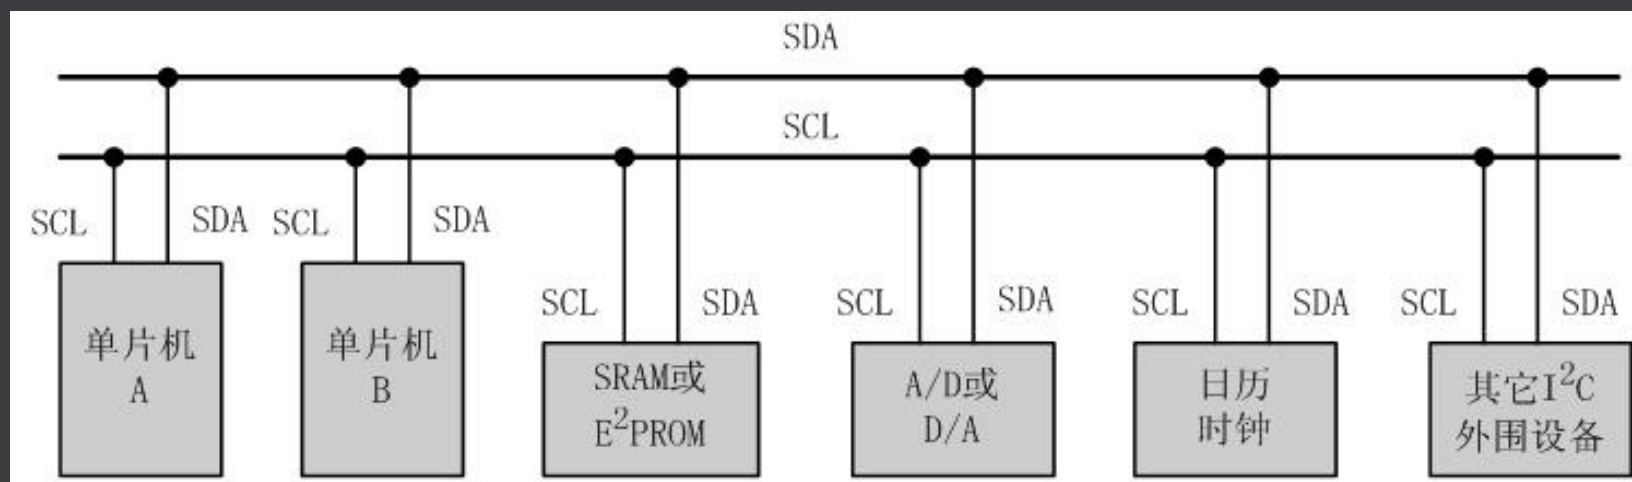 SDA
SCL
SCL
SDA
SCL
SDA
SCL
SDA
SCL
SDA
SCL
SDA
SCL
SDA
单片机
A
单片机
B
SRAM或
E²PROM
A/D或
D/A
日历
时钟
其它I²C
外围设备